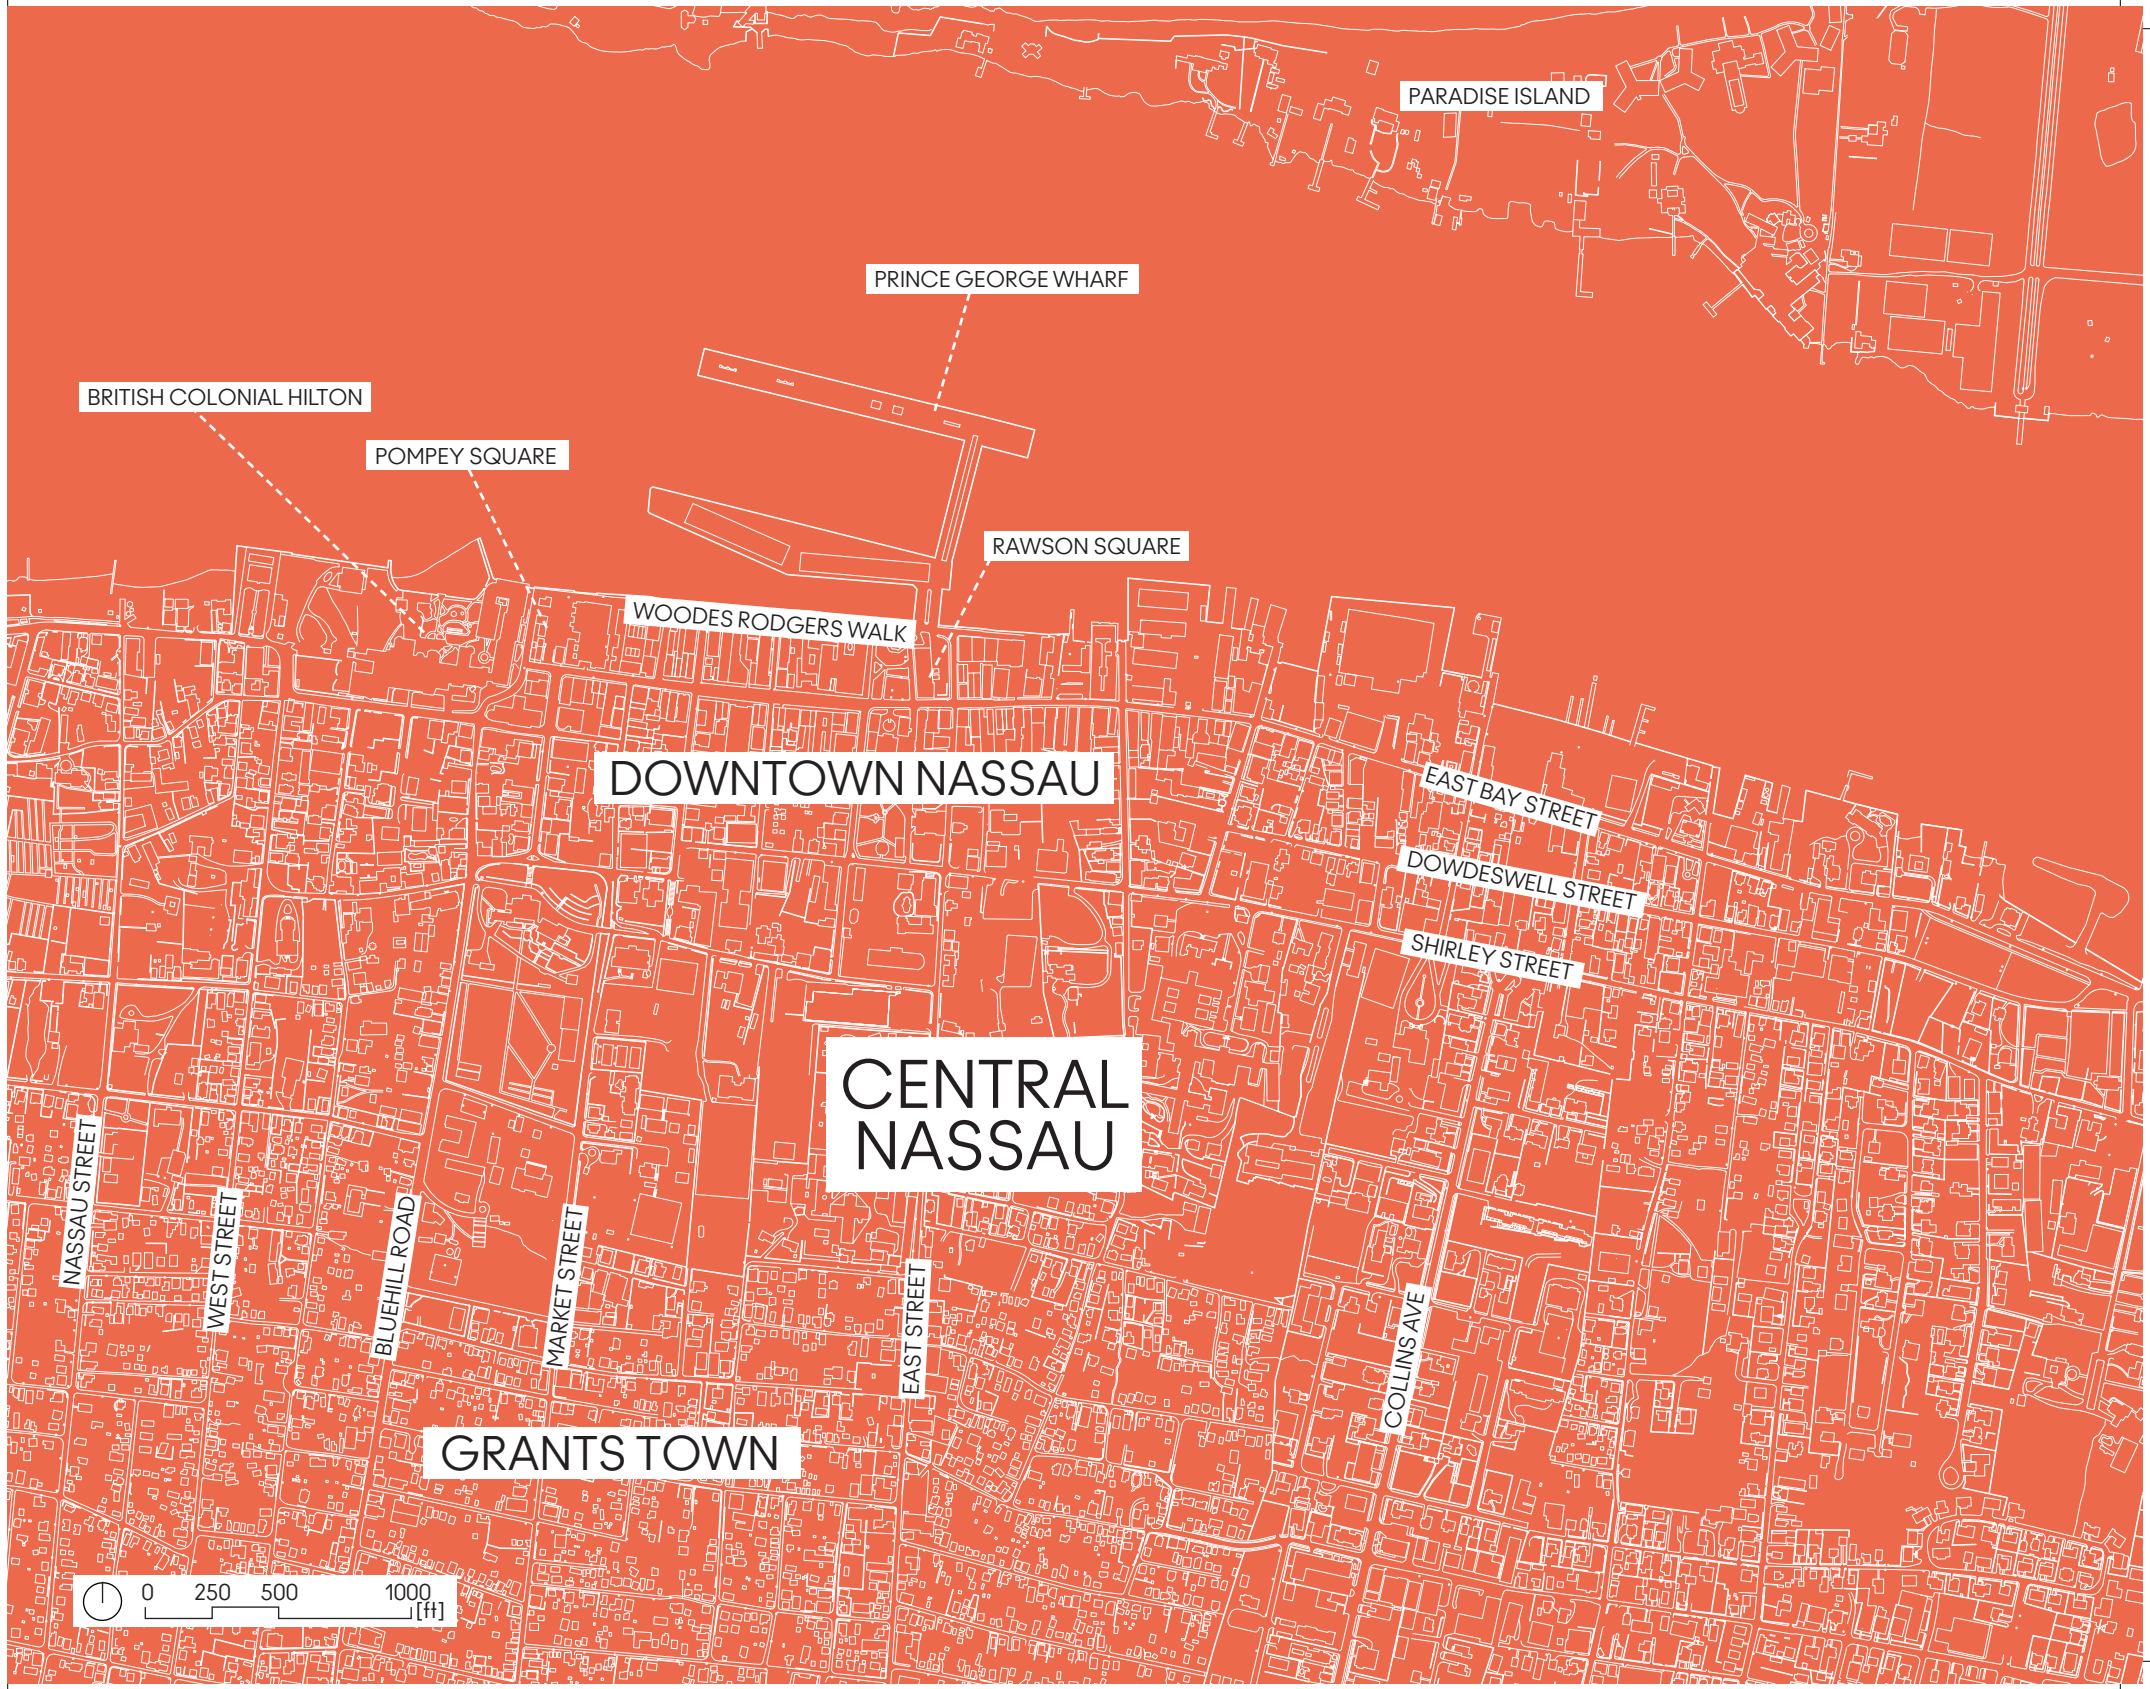 PARADISE ISLAND
PRINCE GEORGE WHARF
BRITISH COLONIAL HILTON
POMPEY SQUARE
RAWSON SQUARE
WOODES RODGERS WALK
DOWNTOWN NASSAU
EAST BAY STREET
DOWDESWELL STREET
SHIRLEY STREET
CENTRAL
NASSAU
NASSAU STREET
WEST STREET
BLUEHILL ROAD
MARKET STREET
EAST STREET
COLLINS AVE
GRANTS TOWN
0 250 500 1000
[ft]